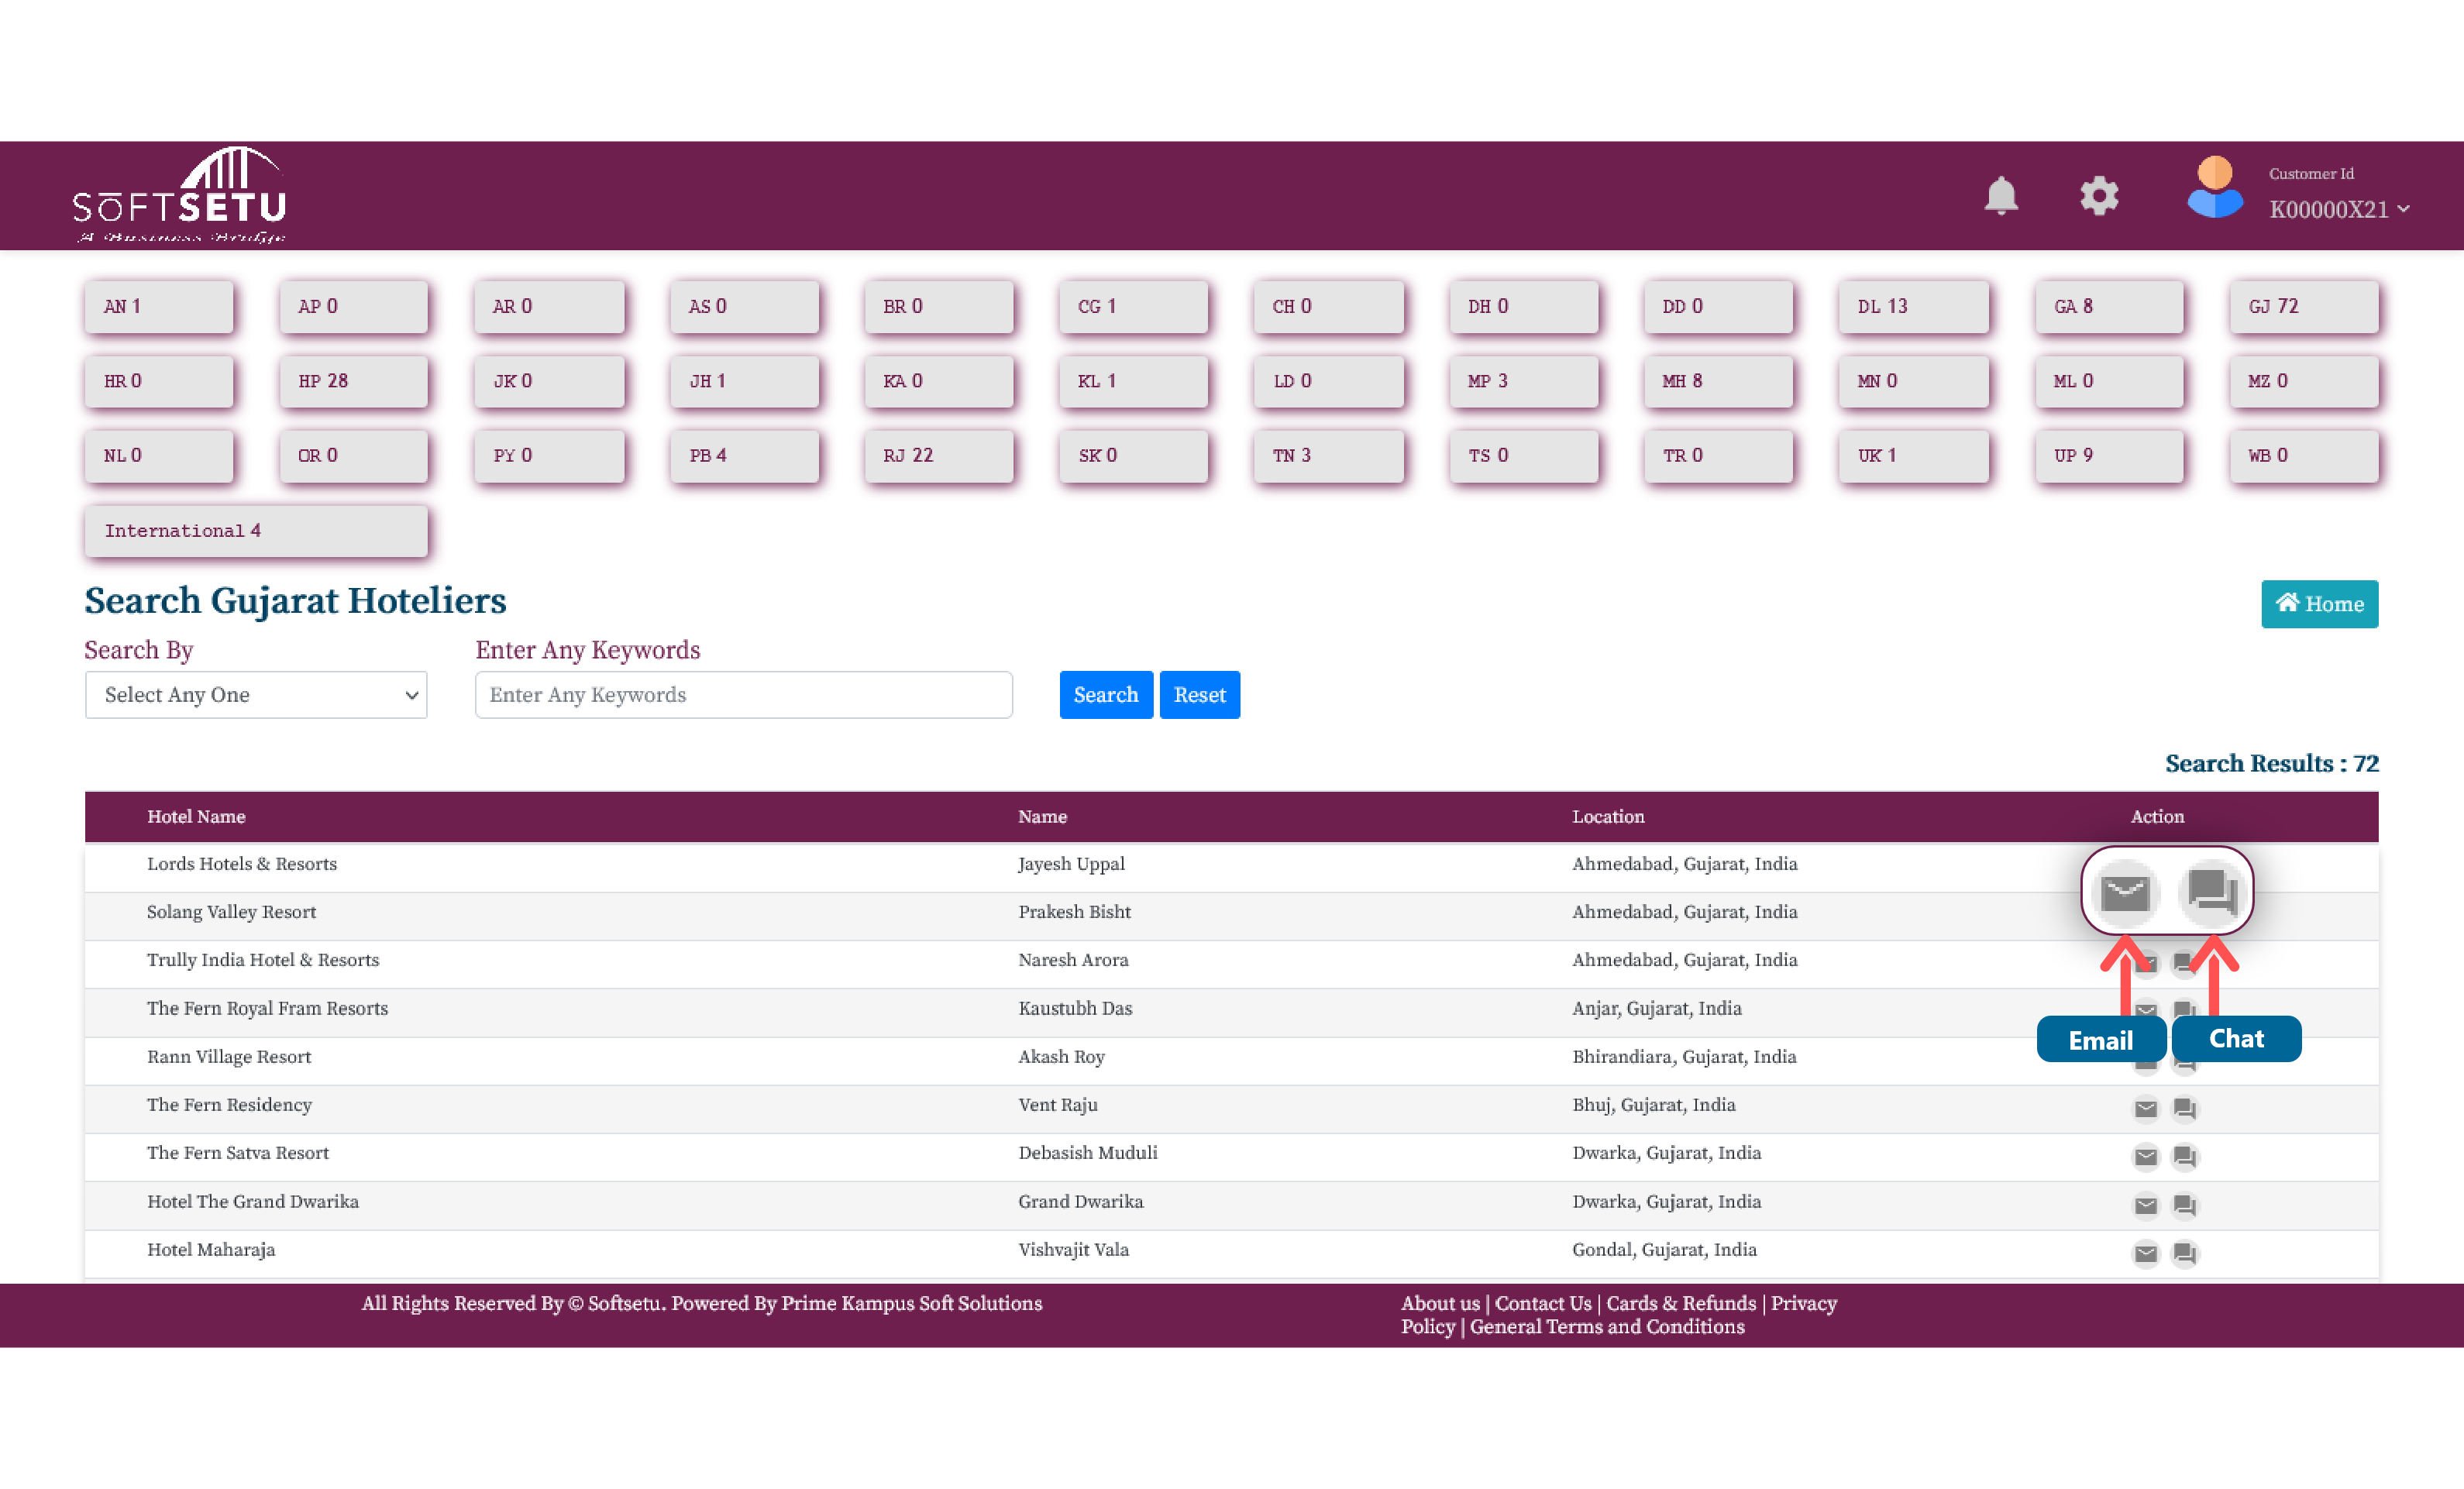 SŌFTSETU
A Business Bridge
Customer Id
K00000X21
AN 1 AP 0 AR 0 AS 0 BR 0 CG 1 CH 0 DH 0 DD 0 DL 13 GA 8 GJ 72
HR 0 HP 28 JK 0 JH 1 KA 0 KL 1 LD 0 MP 3 MH 8 MN 0 ML 0 MZ 0
NL 0 OR 0 PY 0 PB 4 RJ 22 SK 0 TN 3 TS 0 TR 0 UK 1 UP 9 WB 0
International 4
Search Gujarat Hoteliers
Home
Search By Enter Any Keywords
Select Any One Enter Any Keywords Search Reset
Search Results : 72
Hotel Name Name Location Action
Lords Hotels & Resorts Jayesh Uppal Ahmedabad, Gujarat, India
Solang Valley Resort Prakesh Bisht Ahmedabad, Gujarat, India
Trully India Hotel & Resorts Naresh Arora Ahmedabad, Gujarat, India
The Fern Royal Fram Resorts Kaustubh Das Anjar, Gujarat, India
Email Chat
Rann Village Resort Akash Roy Bhirandiara, Gujarat, India
The Fern Residency Vent Raju Bhuj, Gujarat, India
The Fern Satva Resort Debasish Muduli Dwarka, Gujarat, India
Hotel The Grand Dwarika Grand Dwarika Dwarka, Gujarat, India
Hotel Maharaja Vishvajit Vala Gondal, Gujarat, India
All Rights Reserved By © Softsetu. Powered By Prime Kampus Soft Solutions
About us | Contact Us | Cards & Refunds | Privacy
Policy | General Terms and Conditions